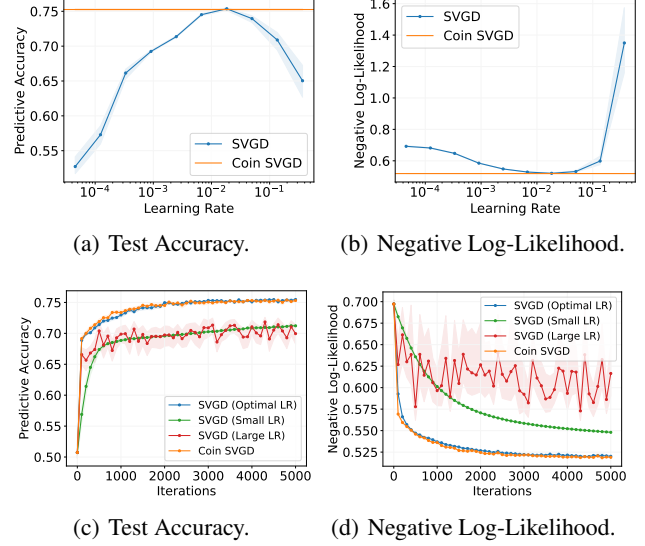 0.75
0.70
0.65
0.60
0.55
Predictive Accuracy
SVGD
Coin SVGD
10⁻⁴
10⁻³
10⁻²
10⁻¹
Learning Rate
(a) Test Accuracy.
1.6
1.4
1.2
1.0
0.8
0.6
Negative Log-Likelihood
SVGD
Coin SVGD
10⁻⁴
10⁻³
10⁻²
10⁻¹
Learning Rate
(b) Negative Log-Likelihood.
0.75
0.70
0.65
0.60
0.55
0.50
Predictive Accuracy
SVGD (Optimal LR)
SVGD (Small LR)
SVGD (Large LR)
Coin SVGD
0
1000
2000
3000
4000
5000
Iterations
(c) Test Accuracy.
0.700
0.675
0.650
0.625
0.600
0.575
0.550
0.525
Negative Log-Likelihood
SVGD (Optimal LR)
SVGD (Small LR)
SVGD (Large LR)
Coin SVGD
0
1000
2000
3000
4000
5000
Iterations
(d) Negative Log-Likelihood.